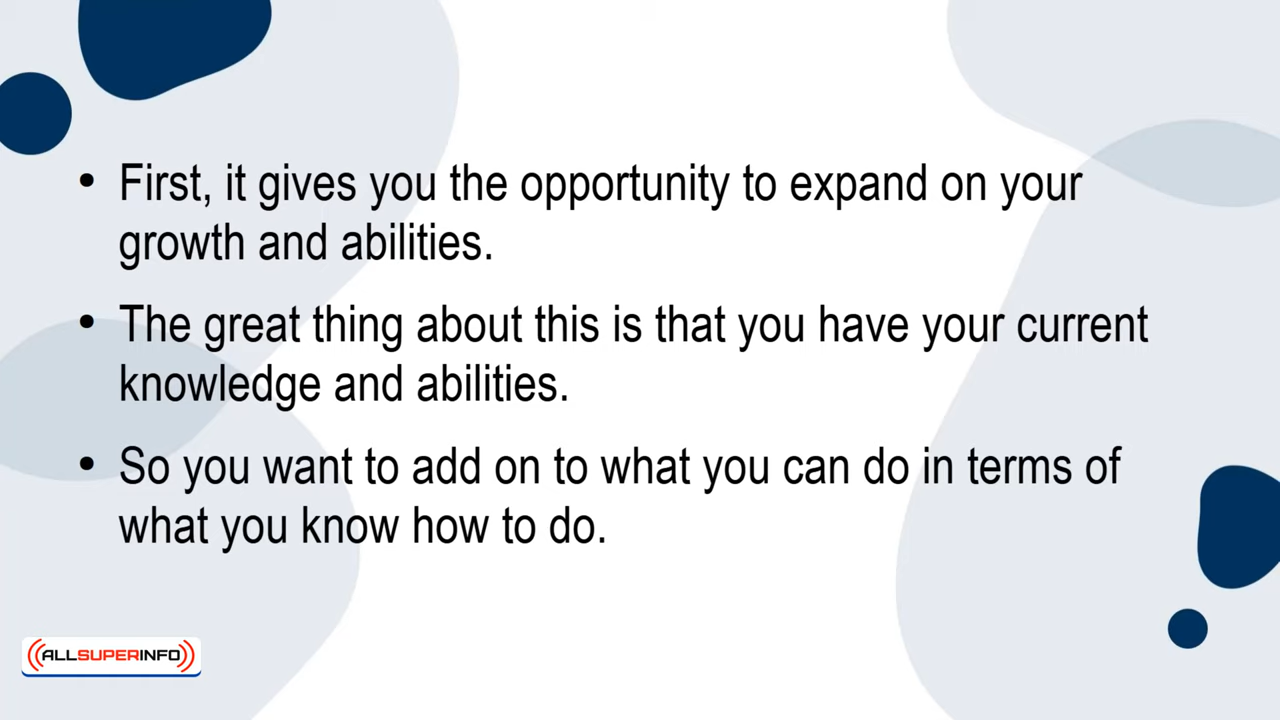 • First, it gives you the opportunity to expand on your
growth and abilities.
• The great thing about this is that you have your current
knowledge and abilities.
• So you want to add on to what you can do in terms of
what you know how to do.
((ALLSUPERINFO))